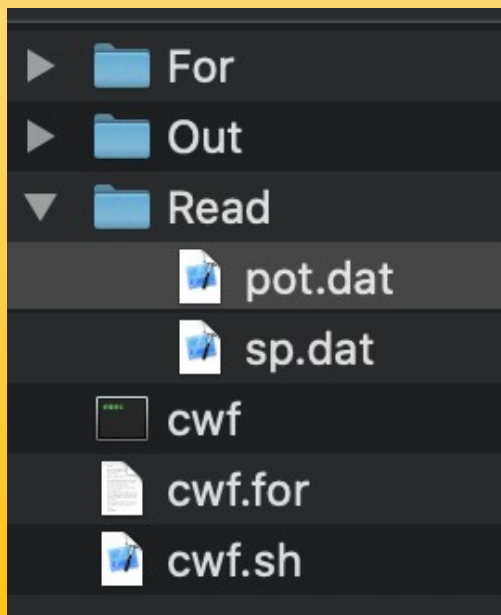 For
Out
Read
pot.dat
sp.dat
cwf
cwf.for
cwf.sh